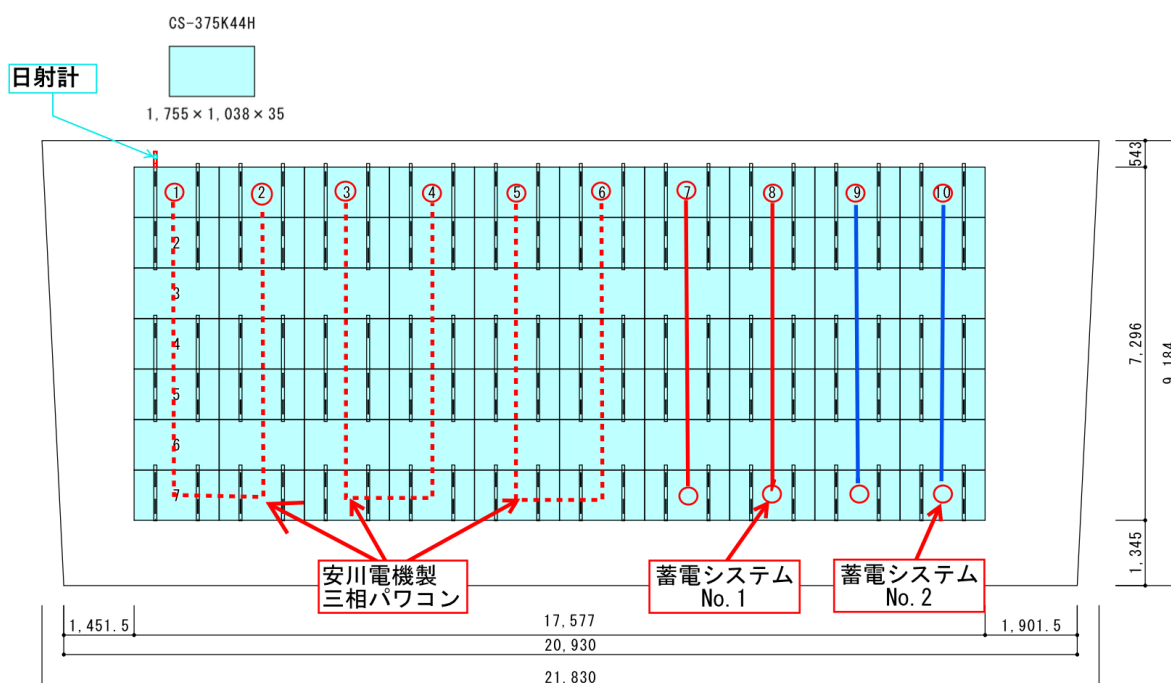 CS-375K44H
日射計
1,755×1,038×35
543
① ② ③ ④ ⑤ ⑥ ⑦ ⑧ ⑨ ⑩
2
3
4
5
6
7
7,296
9,184
1,345
安川電機製
三相パワコン
蓄電システム
No.1
蓄電システム
No.2
1,451.5
17,577
1,901.5
20,930
21,830